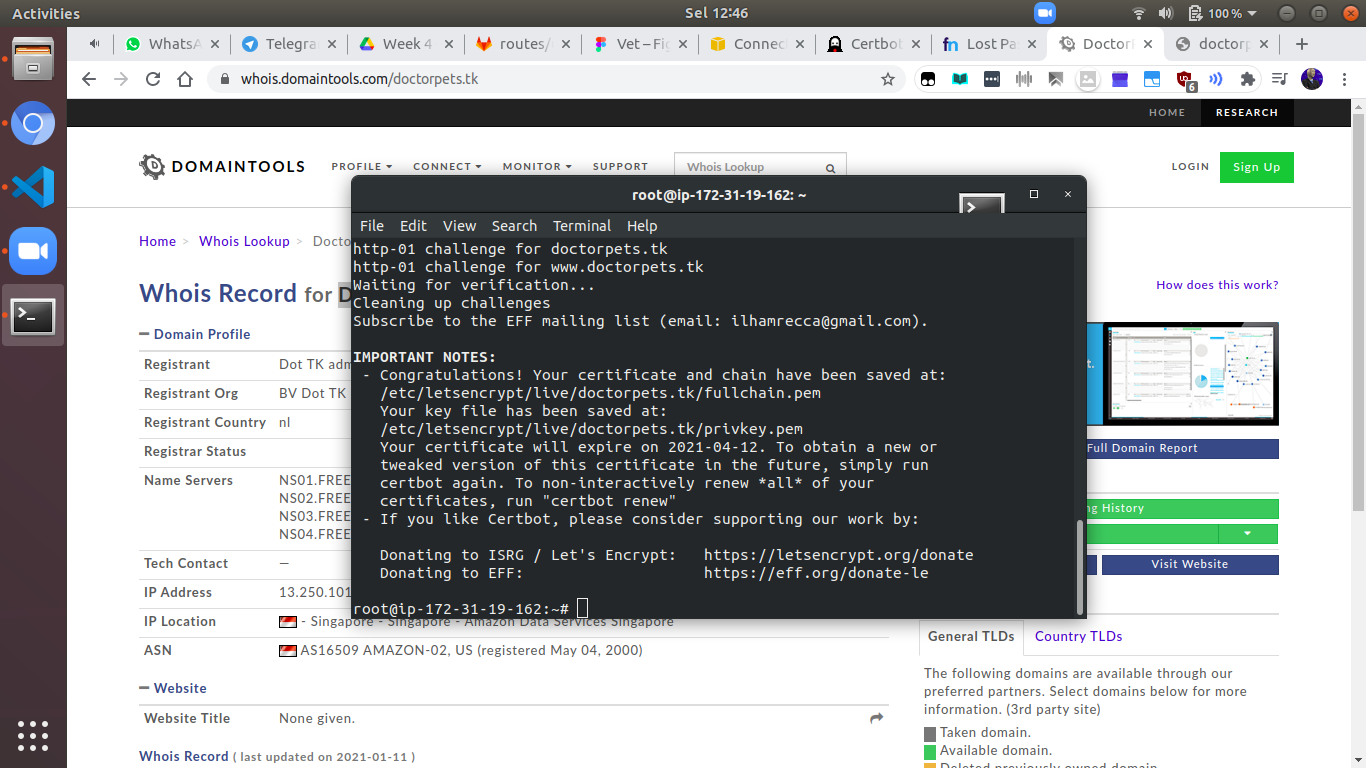 Activities
Sel 12:46
100 %
WhatsA
Telegra
Week 4
routes/
Vet – Fig
Connec
Certbot
Lost Pa
Doctor
doctorp
whois.domaintools.com/doctorpets.tk
6
HOME
RESEARCH
DOMAINTOOLS
PROFILE
CONNECT
MONITOR
SUPPORT
Whois Lookup
LOGIN
Sign Up
root@ip-172-31-19-162: ~
File Edit View Search Terminal Help
http-01 challenge for doctorpets.tk
http-01 challenge for www.doctorpets.tk
Waiting for verification...
Cleaning up challenges
Subscribe to the EFF mailing list (email: ilhamrecca@gmail.com).
IMPORTANT NOTES:
- Congratulations! Your certificate and chain have been saved at:
/etc/letsencrypt/live/doctorpets.tk/fullchain.pem
Your key file has been saved at:
/etc/letsencrypt/live/doctorpets.tk/privkey.pem
Your certificate will expire on 2021-04-12. To obtain a new or
tweaked version of this certificate in the future, simply run
certbot again. To non-interactively renew *all* of your
certificates, run "certbot renew"
- If you like Certbot, please consider supporting our work by:
Donating to ISRG / Let's Encrypt: https://letsencrypt.org/donate
Donating to EFF: https://eff.org/donate-le
root@ip-172-31-19-162:~#
Home > Whois Lookup > Docto
Whois Record for D
How does this work?
Domain Profile
Registrant Dot TK adm
Registrant Org BV Dot TK
Registrant Country nl
Registrar Status
Name Servers NS01.FREE
NS02.FREE
NS03.FREE
NS04.FREE
Tech Contact —
IP Address 13.250.101
IP Location - Singapore - Singapore - Amazon Data Services Singapore
ASN AS16509 AMAZON-02, US (registered May 04, 2000)
Website
Website Title None given.
Whois Record ( last updated on 2021-01-11 )
Full Domain Report
ng History
Visit Website
General TLDs
Country TLDs
The following domains are available through our
preferred partners. Select domains below for more
information. (3rd party site)
Taken domain.
Available domain.
Deleted previously owned domain.